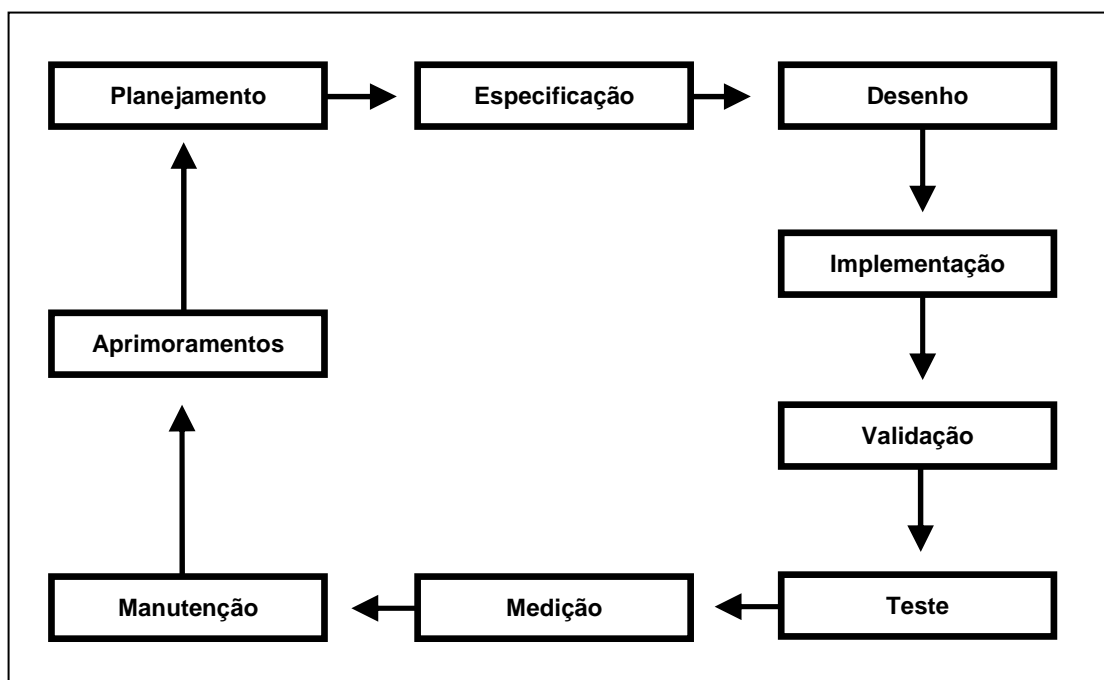 Planejamento
Especificação
Desenho
Implementação
Aprimoramentos
Validação
Manutenção
Medição
Teste